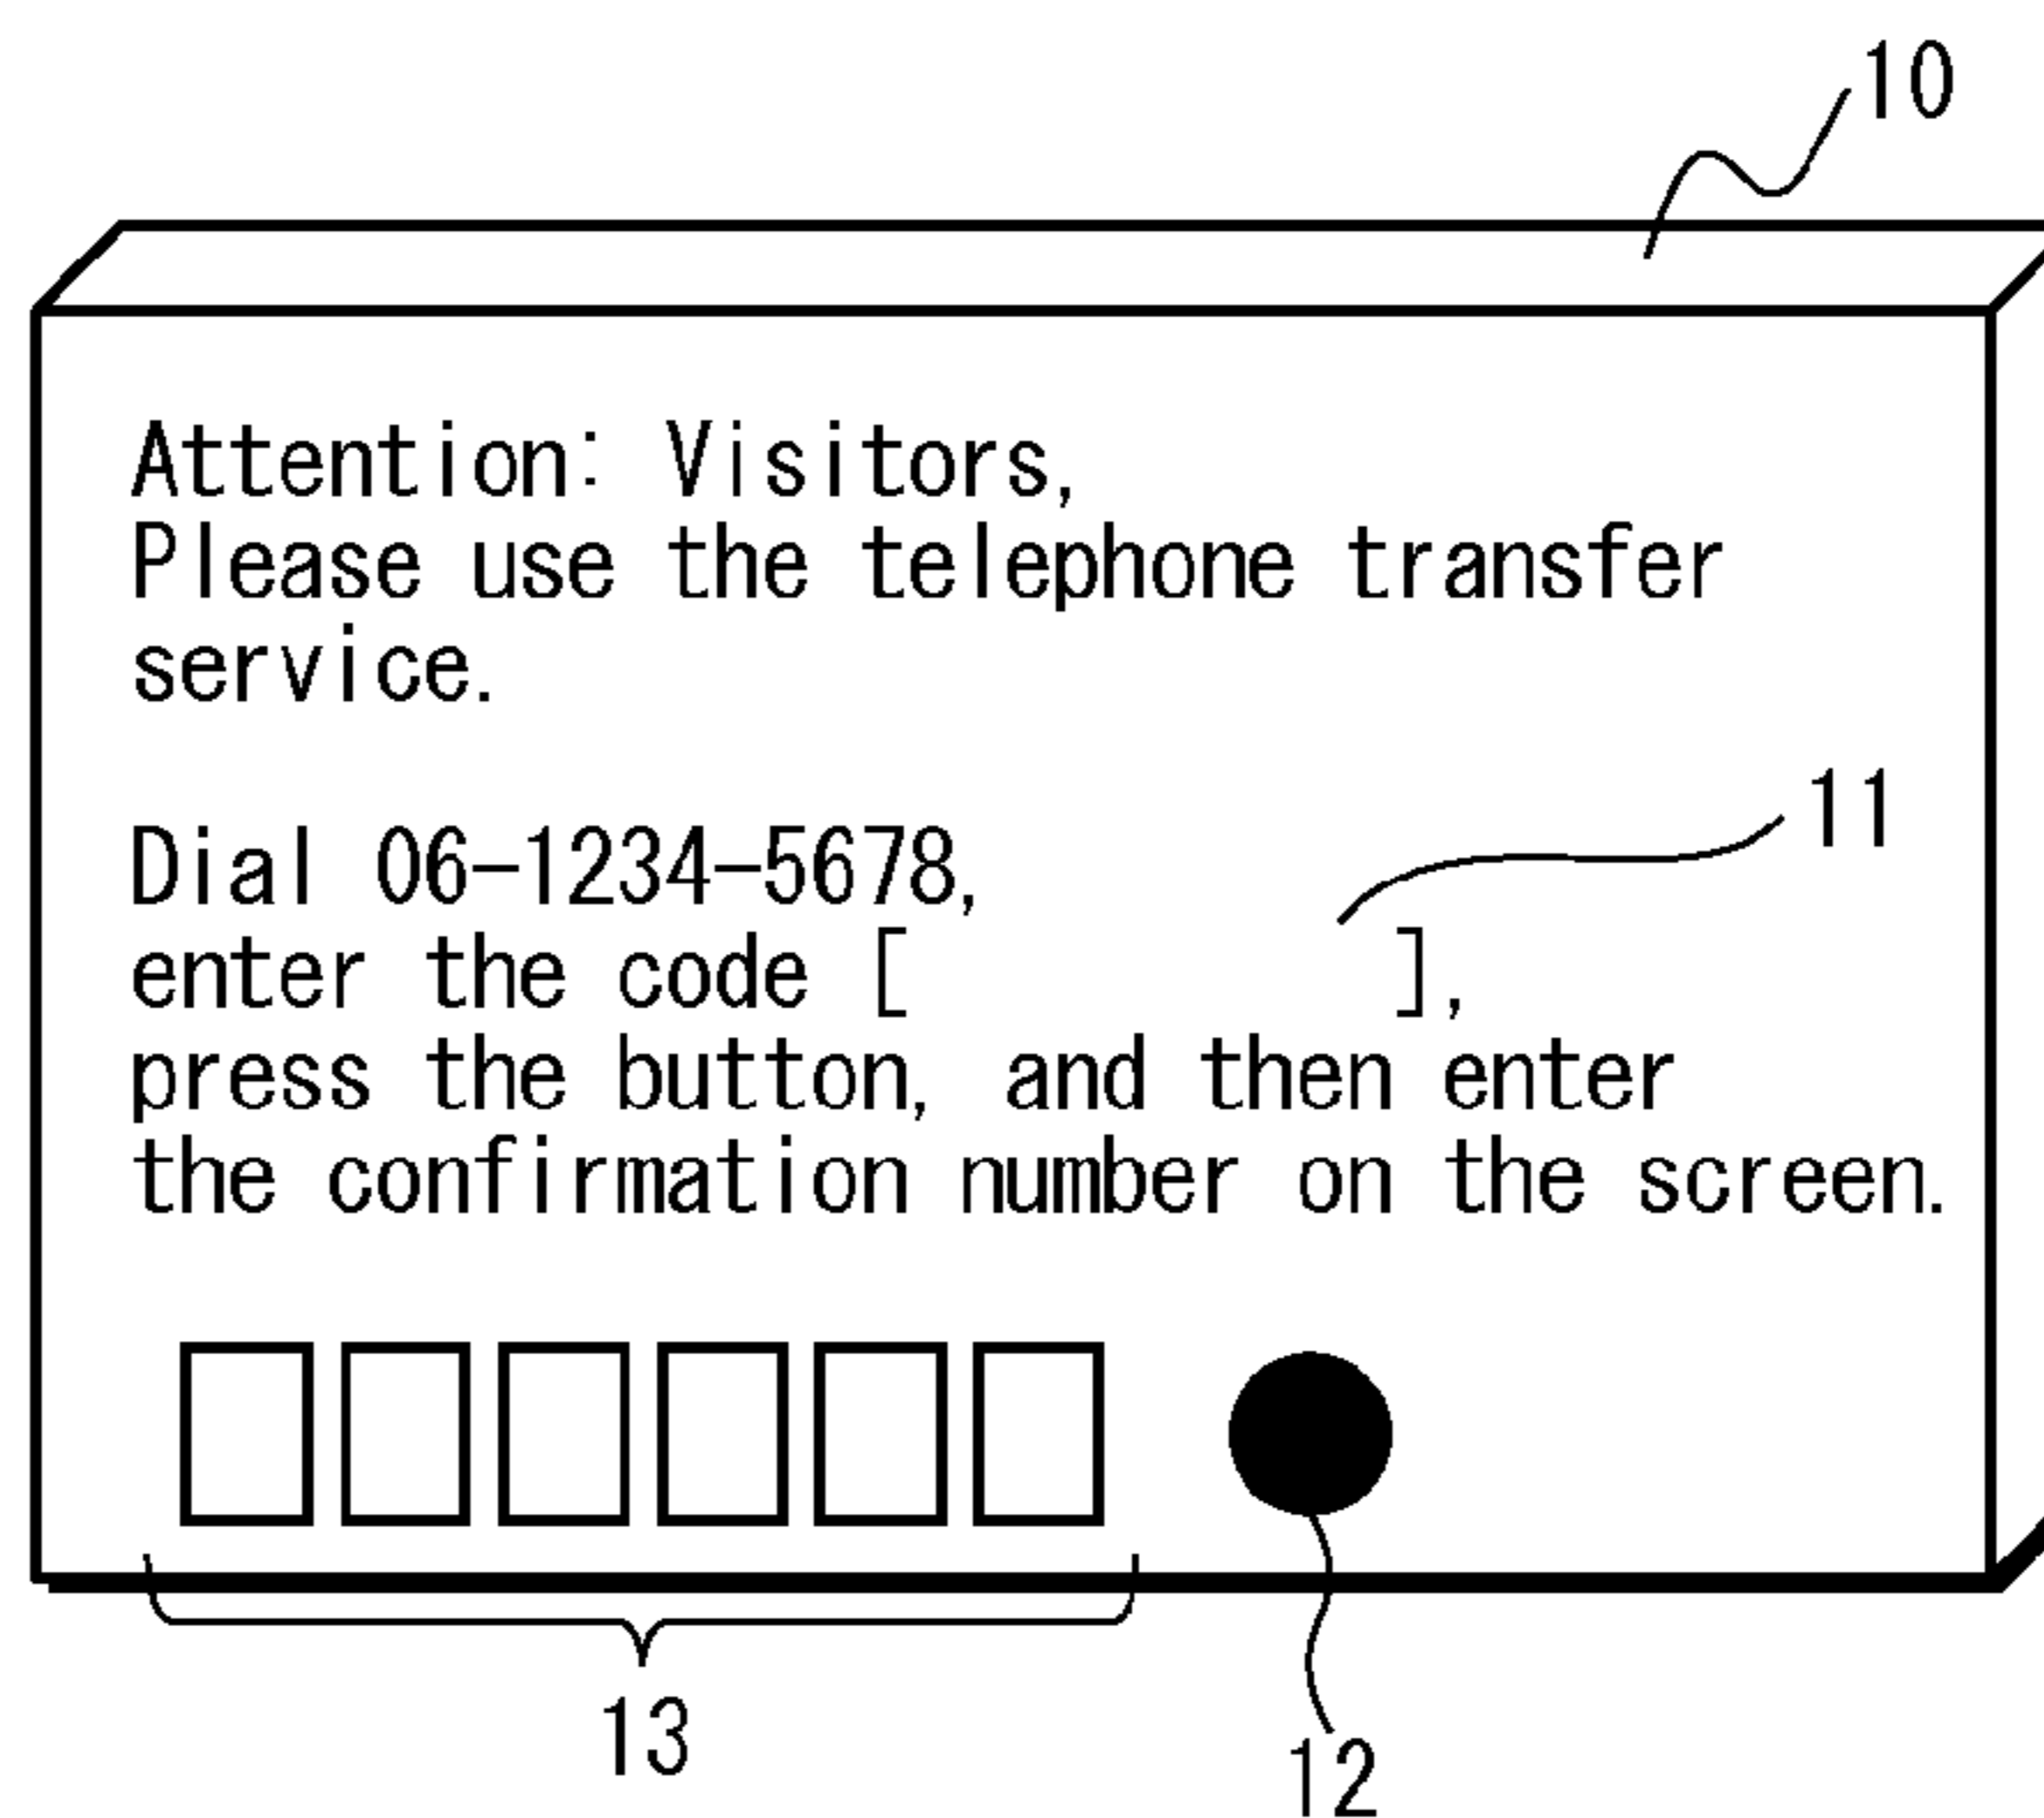 10
Attention: Visitors,
Please use the telephone transfer
service.
11
Dial 06-1234-5678,
enter the code [          ],
press the button, and then enter
the confirmation number on the screen.
13
12